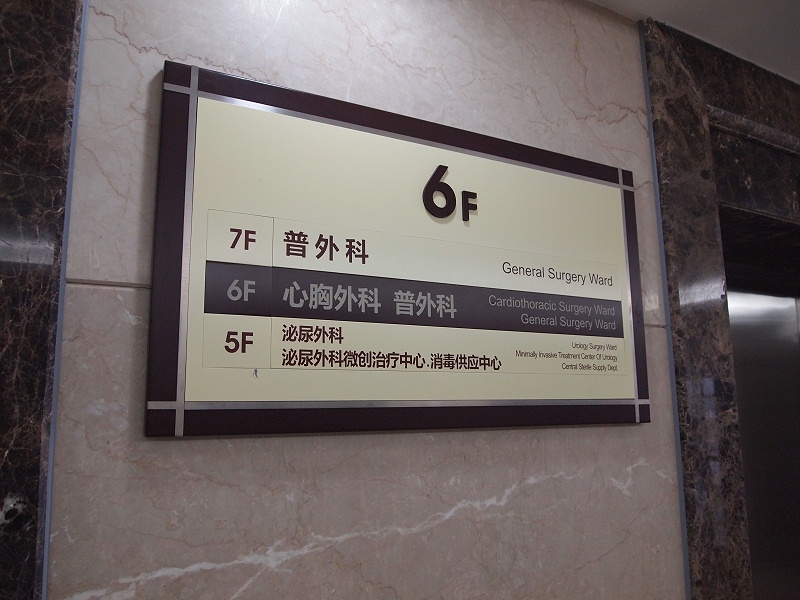 6F
7F 普外科 General Surgery Ward
6F 心胸外科 普外科 Cardiothoracic Surgery Ward
General Surgery Ward
5F 泌尿外科 Urology Surgery Ward
泌尿外科微创治疗中心.消毒供应中心 Minimally Invasive Treatment Center Of Urology
Central Sterile Supply Dept